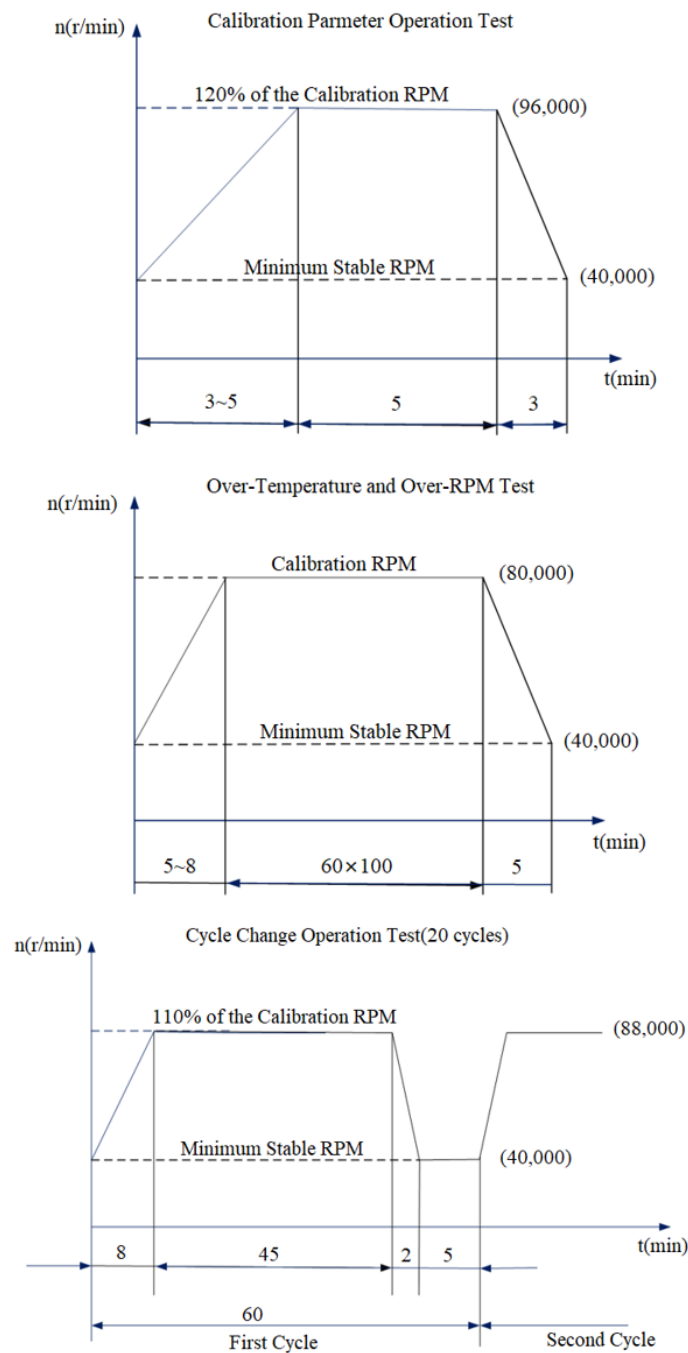 Calibration Parmeter Operation Test
n(r/min)
120% of the Calibration RPM
(96,000)
Minimum Stable RPM
(40,000)
t(min)
3~5
5
3
Over-Temperature and Over-RPM Test
n(r/min)
Calibration RPM
(80,000)
Minimum Stable RPM
(40,000)
t(min)
5~8
60×100
5
Cycle Change Operation Test(20 cycles)
n(r/min)
110% of the Calibration RPM
(88,000)
Minimum Stable RPM
(40,000)
t(min)
8
45
2
5
60
First Cycle
Second Cycle